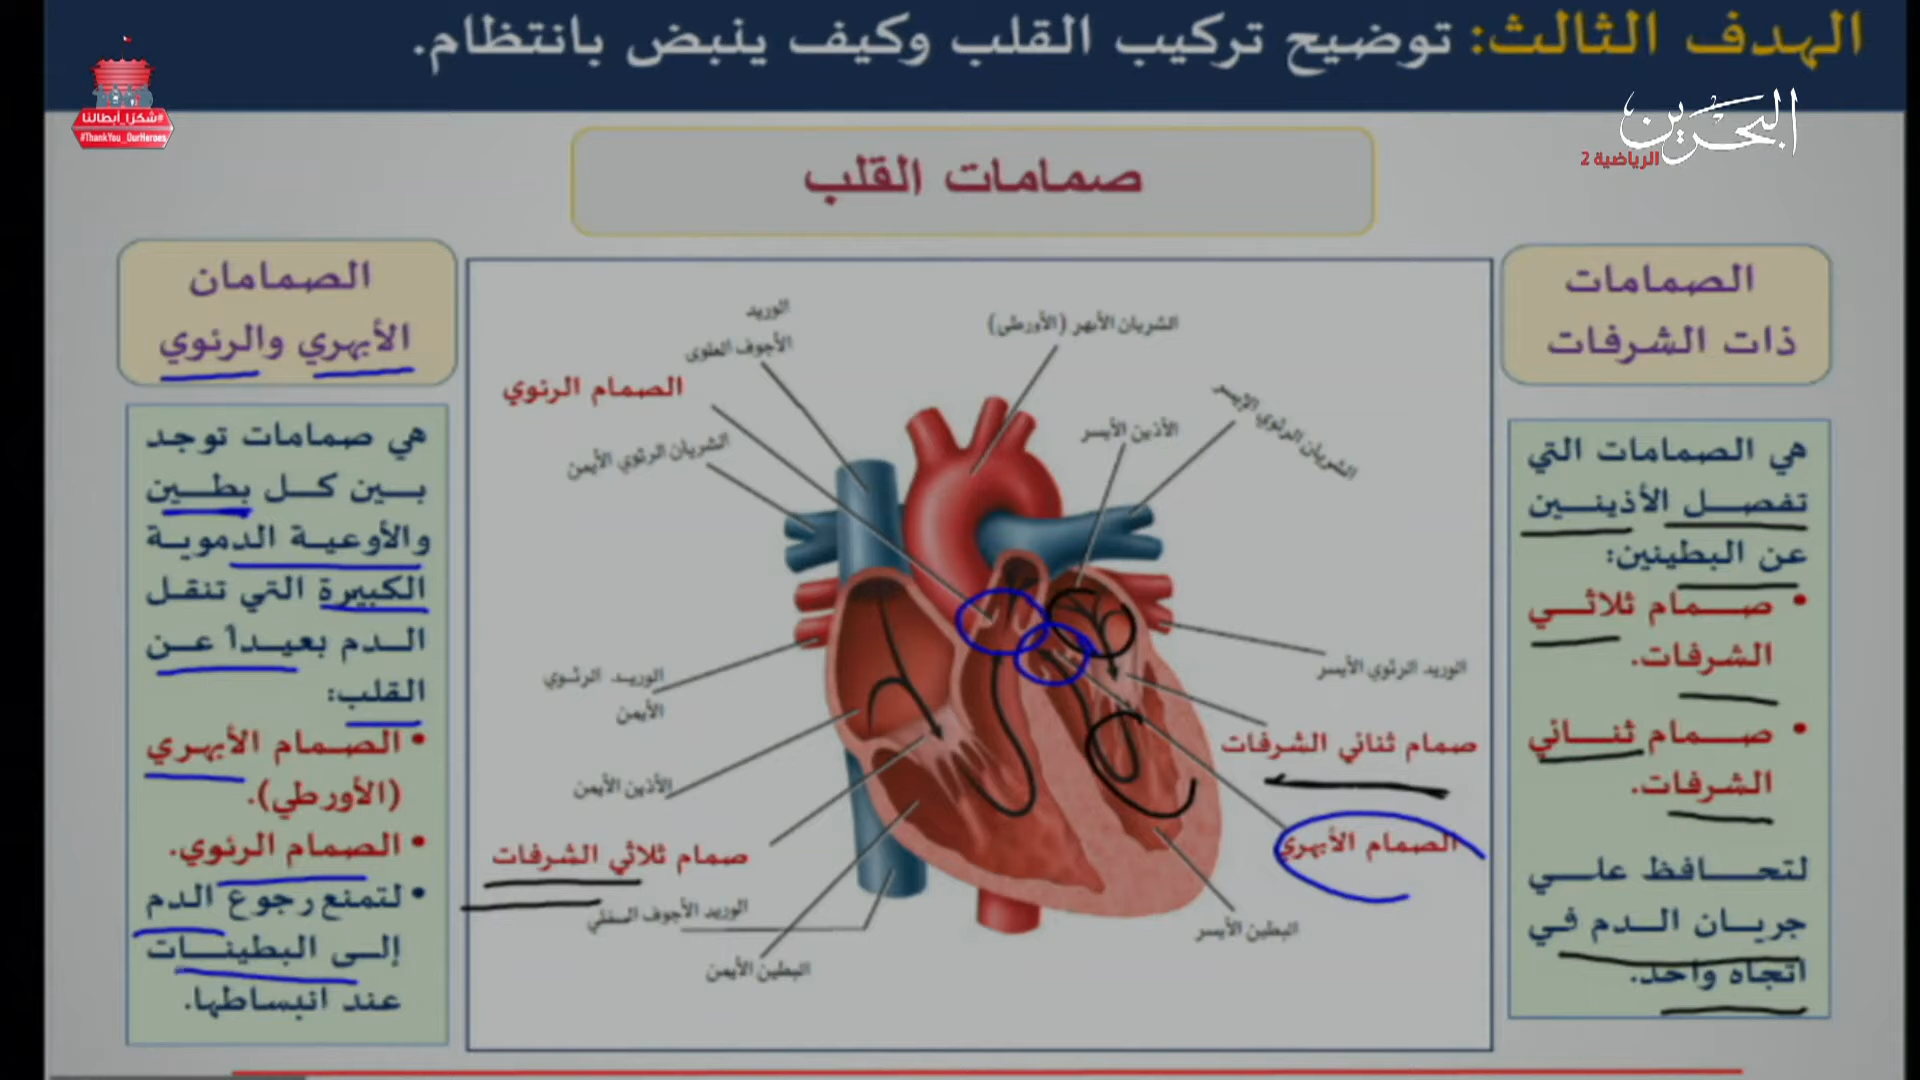 الهدف الثالث: توضيح تركيب القلب وكيف ينبض بانتظام.
#شكرا_أبطالنا
#ThankYou_OurHeroes
البحرين
الرياضية 2
صمامات القلب
الصمامات
ذات الشرفات
هي الصمامات التي
تفصل الأذينين
عن البطينين:
• صمام ثلاثي
الشرفات.
• صمام ثنائي
الشرفات.
لتحافظ علي
جريان الدم في
اتجاه واحد.
الشريان الأبهر (الأورطى)
الوريد
الأجوف العلوى
الصمام الرئوي
الشريان الرئوي الأيمن
الأذين الأيسر
الشريان الرئوي الأيسر
الوريد الرئوي الأيسر
الوريد الرئوي
الأيمن
صمام ثنائي الشرفات
الأذين الأيمن
الصمام الأبهري
صمام ثلاثي الشرفات
الوريد الأجوف السفلي
البطين الأيسر
البطين الأيمن
الصمامان
الأبهري والرئوي
هي صمامات توجد
بين كل بطين
والأوعية الدموية
الكبيرة التي تنقل
الدم بعيداً عن
القلب:
• الصمام الأبهري
(الأورطي).
• الصمام الرئوي.
• لتمنع رجوع الدم
إلى البطينات
عند انبساطها.